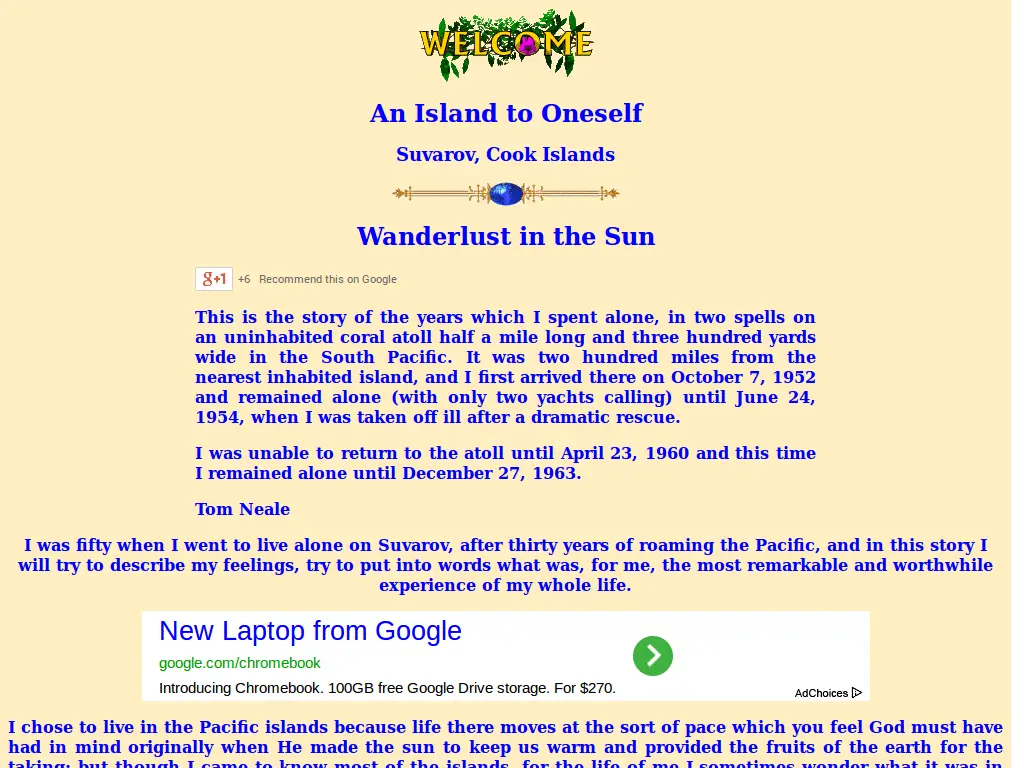 WELCOME
An Island to Oneself
Suvarov, Cook Islands
Wanderlust in the Sun
g+1 +6 Recommend this on Google
This is the story of the years which I spent alone, in two spells on
an uninhabited coral atoll half a mile long and three hundred yards
wide in the South Pacific. It was two hundred miles from the
nearest inhabited island, and I first arrived there on October 7, 1952
and remained alone (with only two yachts calling) until June 24,
1954, when I was taken off ill after a dramatic rescue.
I was unable to return to the atoll until April 23, 1960 and this time
I remained alone until December 27, 1963.
Tom Neale
I was fifty when I went to live alone on Suvarov, after thirty years of roaming the Pacific, and in this story I
will try to describe my feelings, try to put into words what was, for me, the most remarkable and worthwhile
experience of my whole life.
New Laptop from Google
google.com/chromebook
Introducing Chromebook. 100GB free Google Drive storage. For $270.
AdChoices
I chose to live in the Pacific islands because life there moves at the sort of pace which you feel God must have
had in mind originally when He made the sun to keep us warm and provided the fruits of the earth for the
taking; but though I came to know most of the islands, for the life of me I sometimes wonder what it was in